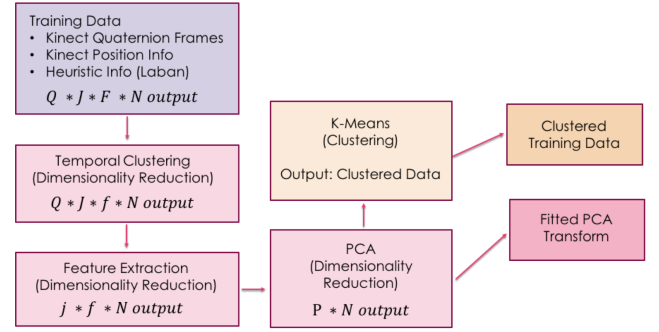 Training Data
• Kinect Quaternion Frames
• Kinect Position Info
• Heuristic Info (Laban)
Q * J * F * N output
Temporal Clustering
(Dimensionality Reduction)
Q * J * f * N output
Feature Extraction
(Dimensionality Reduction)
j * f * N output
K-Means
(Clustering)
Output: Clustered Data
PCA
(Dimensionality
Reduction)
P * N output
Clustered
Training Data
Fitted PCA
Transform